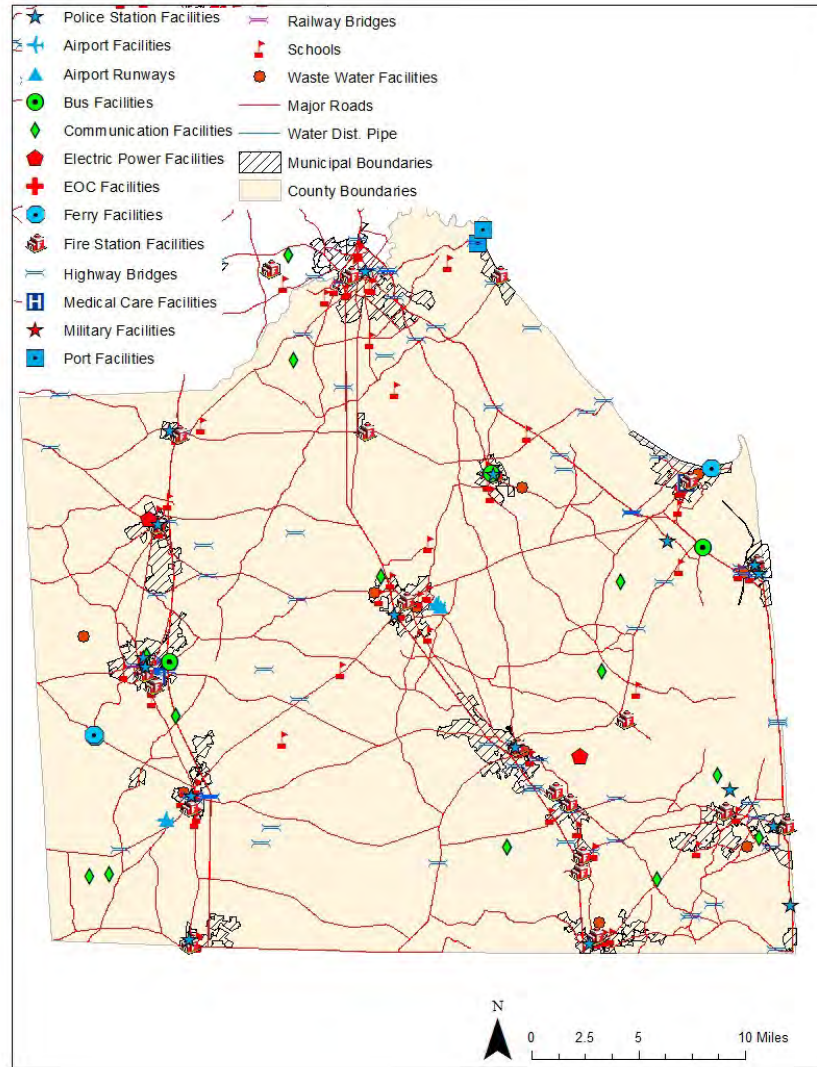 Police Station Facilities
Airport Facilities
Airport Runways
Bus Facilities
Communication Facilities
Electric Power Facilities
EOC Facilities
Ferry Facilities
Fire Station Facilities
Highway Bridges
Medical Care Facilities
Military Facilities
Port Facilities
Railway Bridges
Schools
Waste Water Facilities
Major Roads
Water Dist. Pipe
Municipal Boundaries
County Boundaries
H
N
0 2.5 5 10 Miles